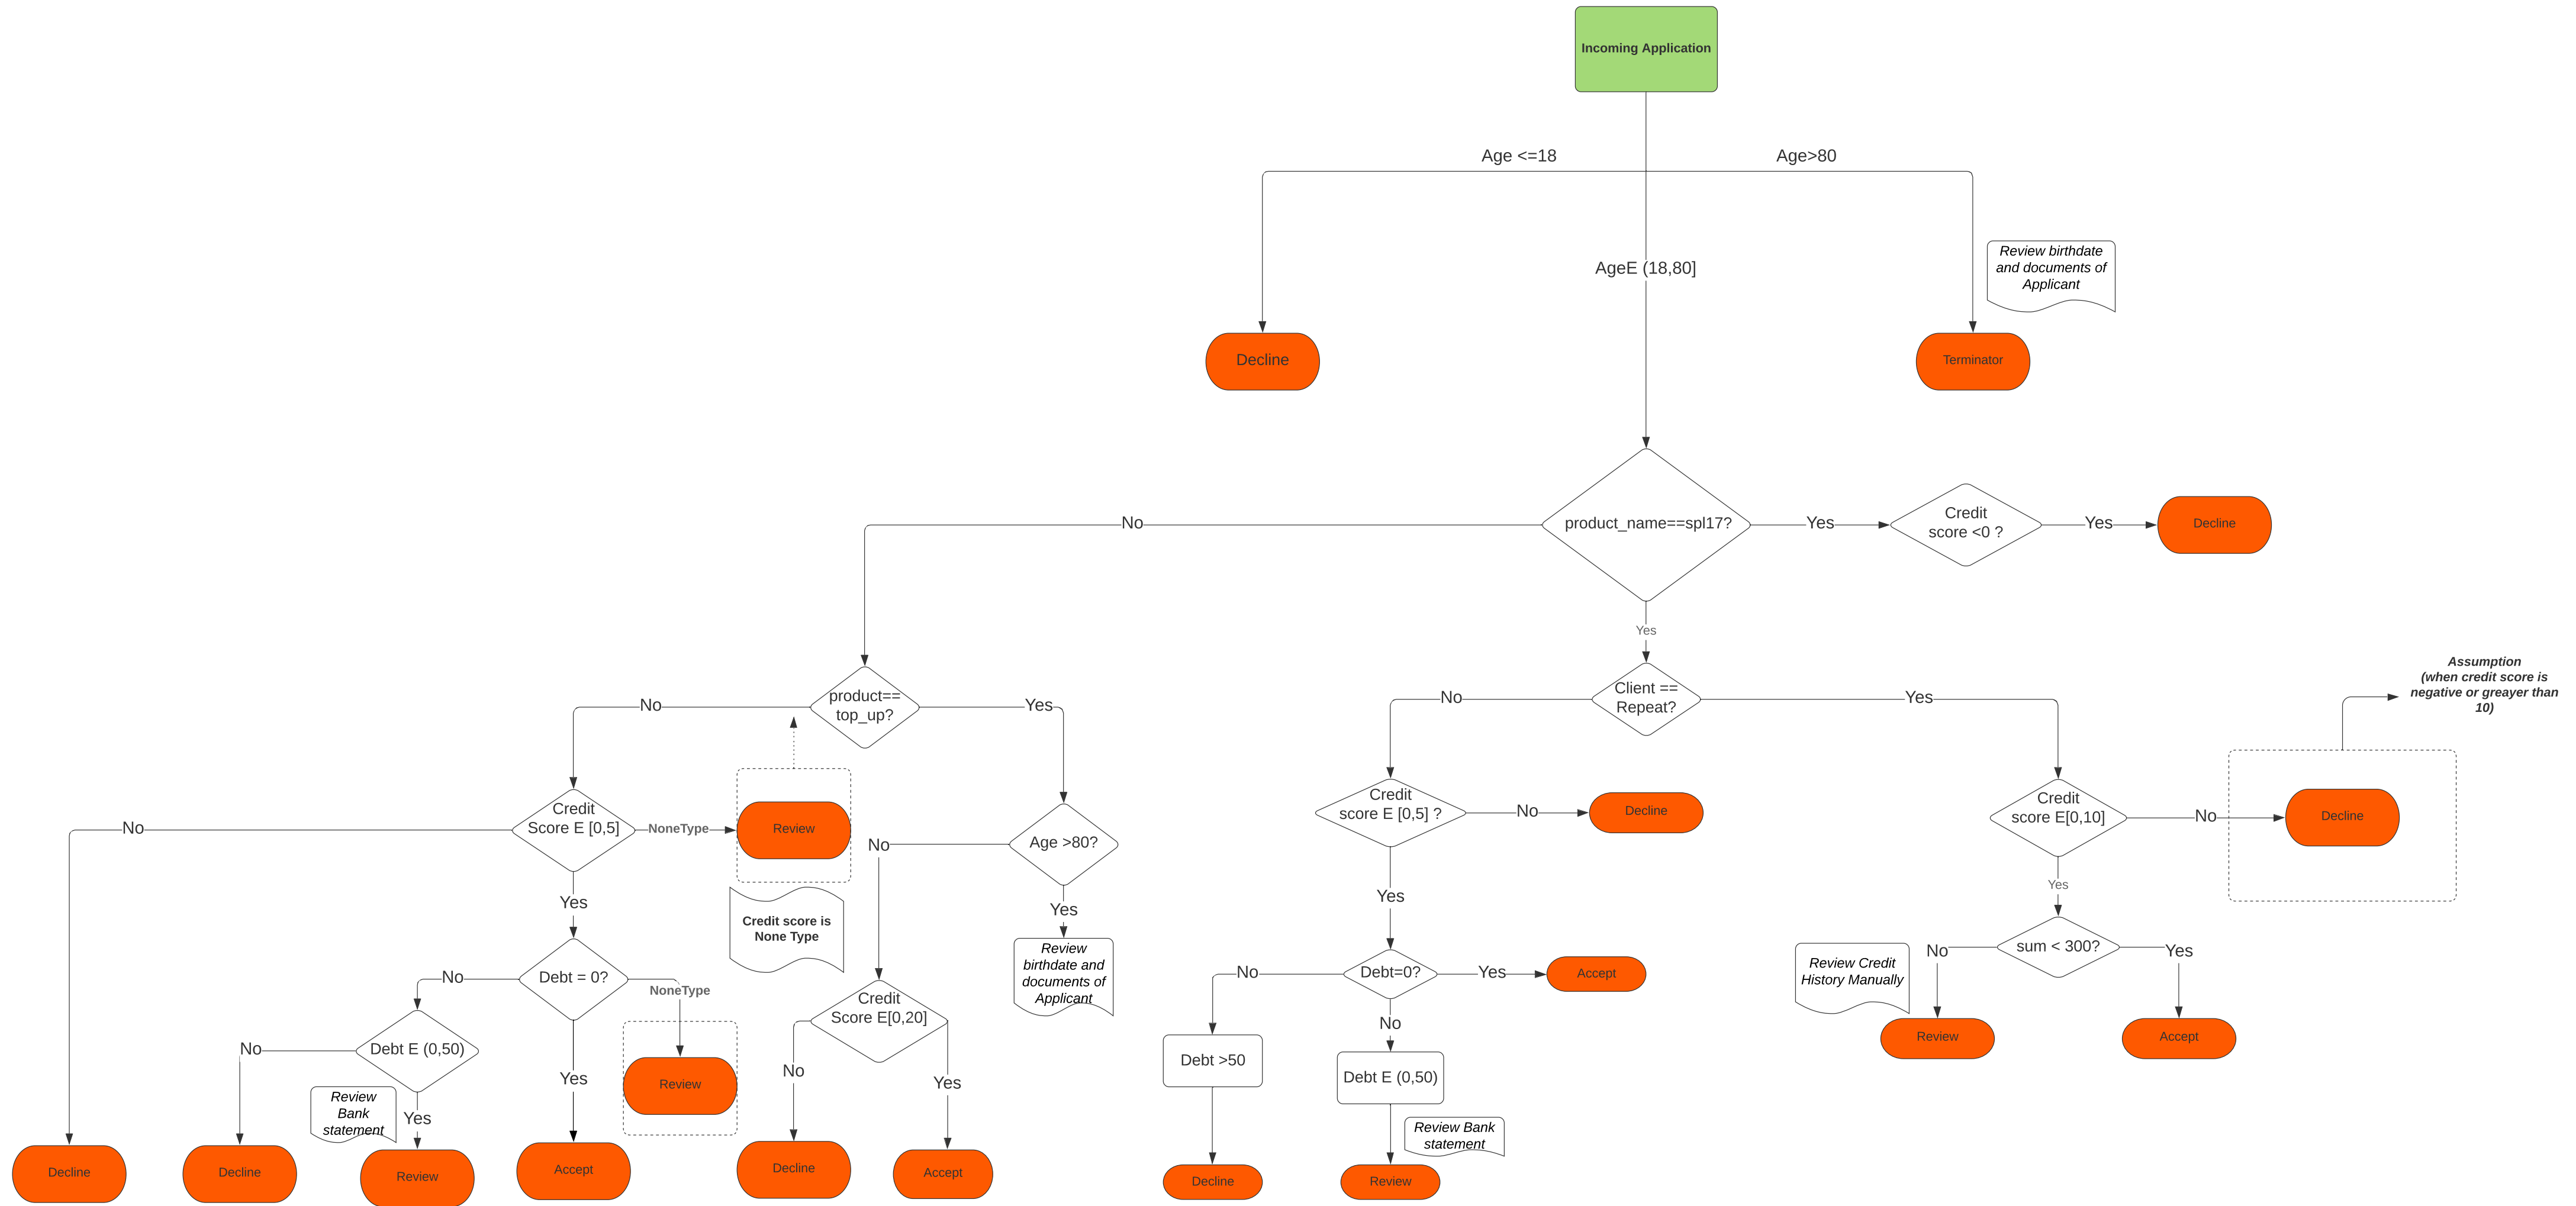 Incoming Application
Age <=18
Age>80
Review birthdate
and documents of
Applicant
AgeE (18,80]
Decline
Terminator
product_name==spl17?
No
Yes
Credit
score <0 ?
Yes
Decline
Yes
Client ==
Repeat?
No
Yes
Assumption
(when credit score is
negative or greayer than
10)
product==
top_up?
No
Yes
Credit
Score E [0,5]
No
NoneType
Review
Credit score is
None Type
Yes
Age >80?
No
Yes
Review
birthdate and
documents of
Applicant
Credit
score E [0,5] ?
No
Decline
Yes
Credit
score E[0,10]
No
Decline
Yes
sum < 300?
No
Yes
Review Credit
History Manually
Review
Accept
Debt = 0?
No
NoneType
Review
Yes
Debt E (0,50)
No
Review
Bank
statement
Yes
Credit
Score E[0,20]
No
Yes
Debt=0?
No
Yes
Accept
No
Debt >50
Debt E (0,50)
Review Bank
statement
Decline
Decline
Review
Accept
Decline
Accept
Decline
Review